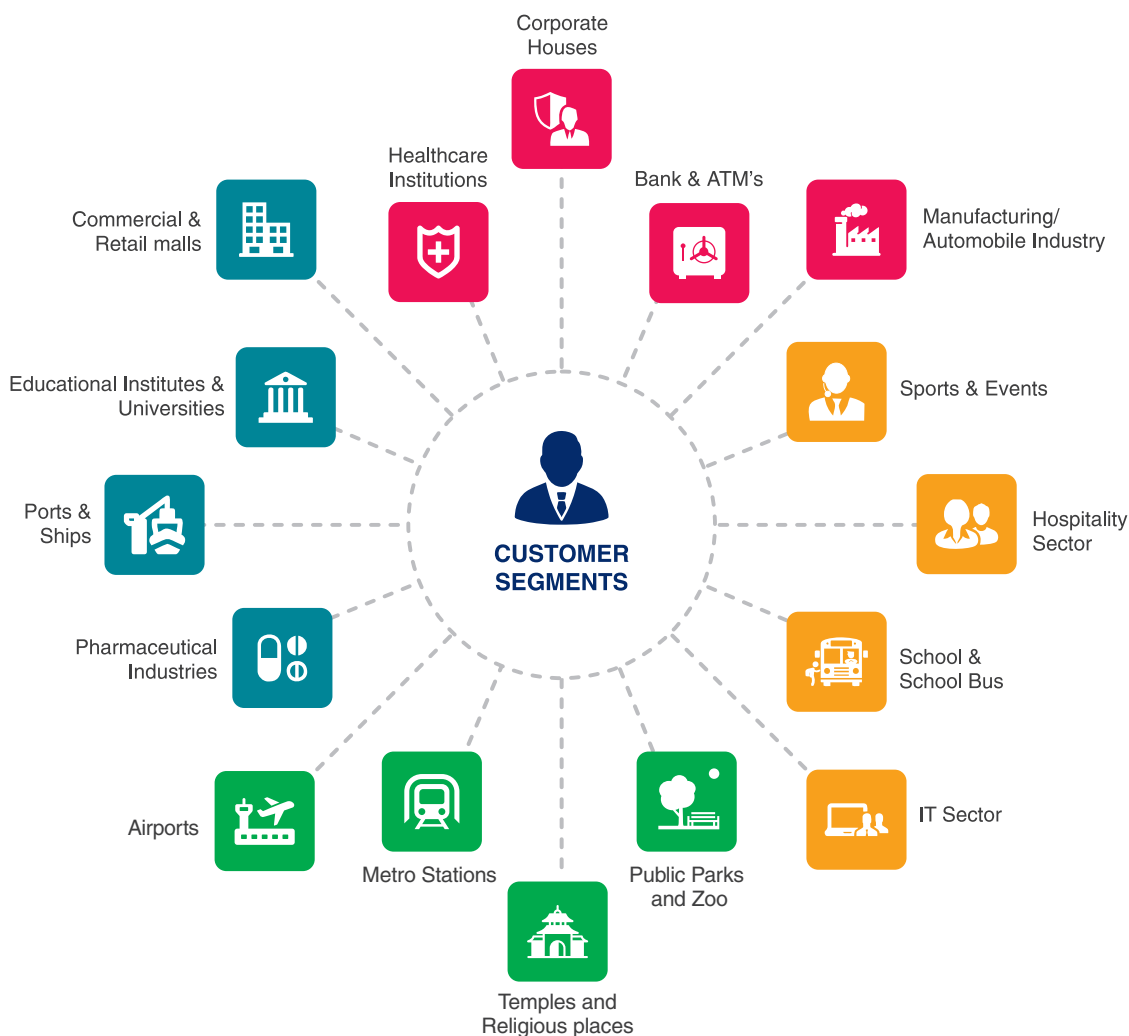 Corporate
Houses
Healthcare
Institutions
Bank & ATM's
Commercial &
Retail malls
Manufacturing/
Automobile Industry
Educational Institutes &
Universities
Sports & Events
Ports &
Ships
CUSTOMER
SEGMENTS
Hospitality
Sector
Pharmaceutical
Industries
School &
School Bus
Airports
IT Sector
Metro Stations
Public Parks
and Zoo
Temples and
Religious places